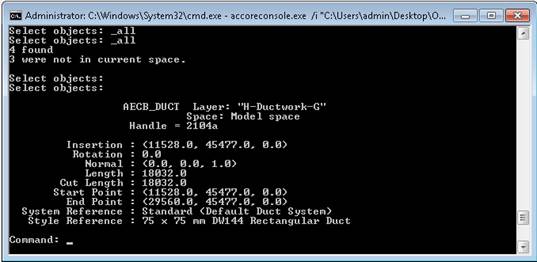 Administrator: C:\Windows\System32\cmd.exe - accoreconsole.exe /i "C:\Users\admin\Desktop\O...
Select objects: _all
Select objects: _all
4 found
3 were not in current space.
Select objects:
Select objects:
AECB_DUCT Layer: "H-Ductwork-G"
Space: Model space
Handle = 2104a
Insertion : (11528.0, 45477.0, 0.0)
Rotation : 0.0
Normal : (0.0, 0.0, 1.0)
Length : 18032.0
Cut Length : 18032.0
Start Point : (11528.0, 45477.0, 0.0)
End Point : (29560.0, 45477.0, 0.0)
System Reference : Standard (Default Duct System)
Style Reference : 75 x 75 mm DW144 Rectangular Duct
Command: _